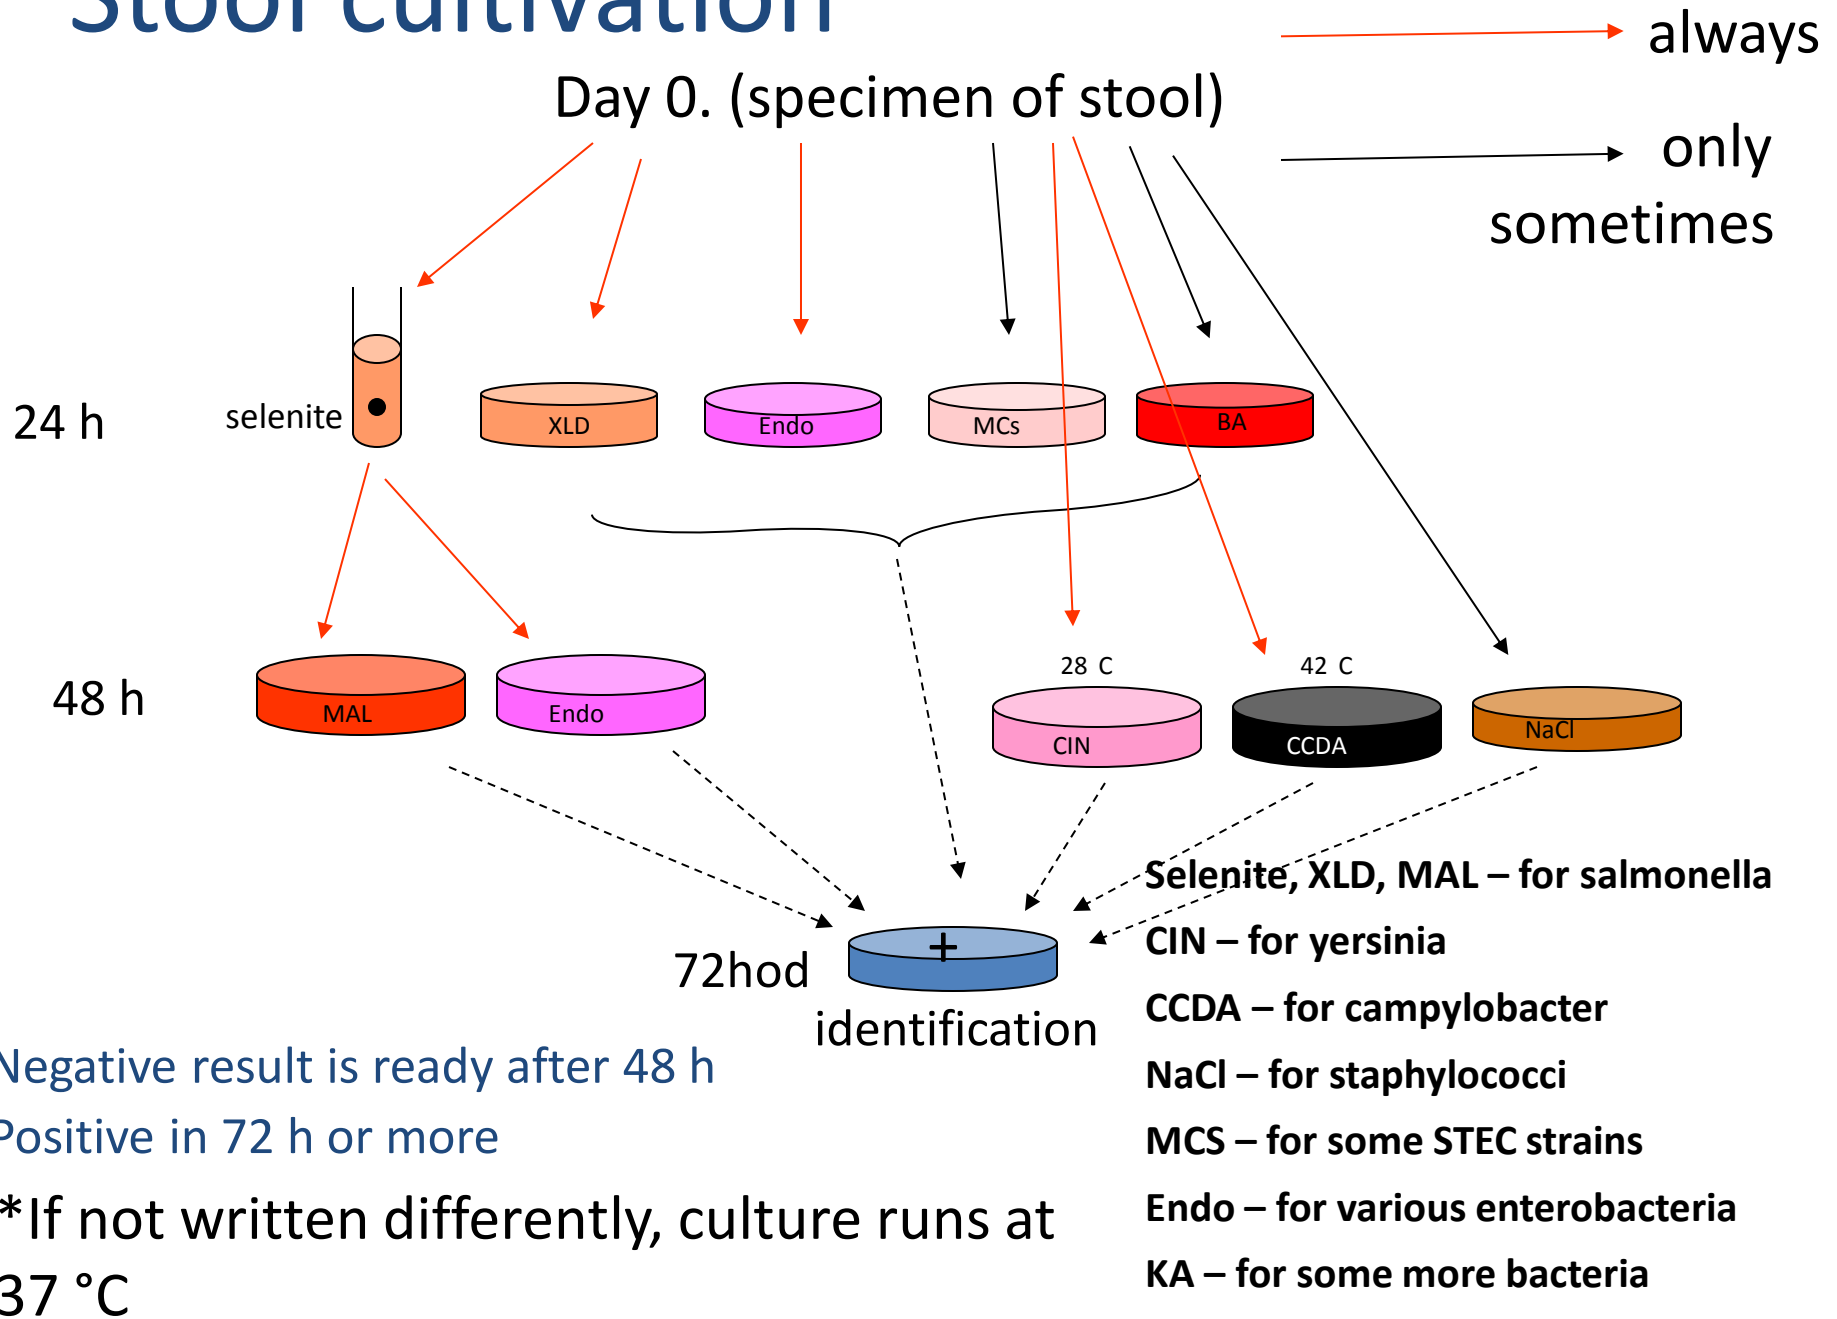 Stool cultivation
always
Day 0. (specimen of stool)
only
sometimes
24 h
selenite
XLD
Endo
MCs
BA
48 h
MAL
Endo
28 C
CIN
42 C
CCDA
NaCl
Selenite, XLD, MAL – for salmonella
CIN – for yersinia
CCDA – for campylobacter
NaCl – for staphylococci
MCS – for some STEC strains
Endo – for various enterobacteria
KA – for some more bacteria
+
72hod
identification
Negative result is ready after 48 h
Positive in 72 h or more
*If not written differently, culture runs at
37 °C